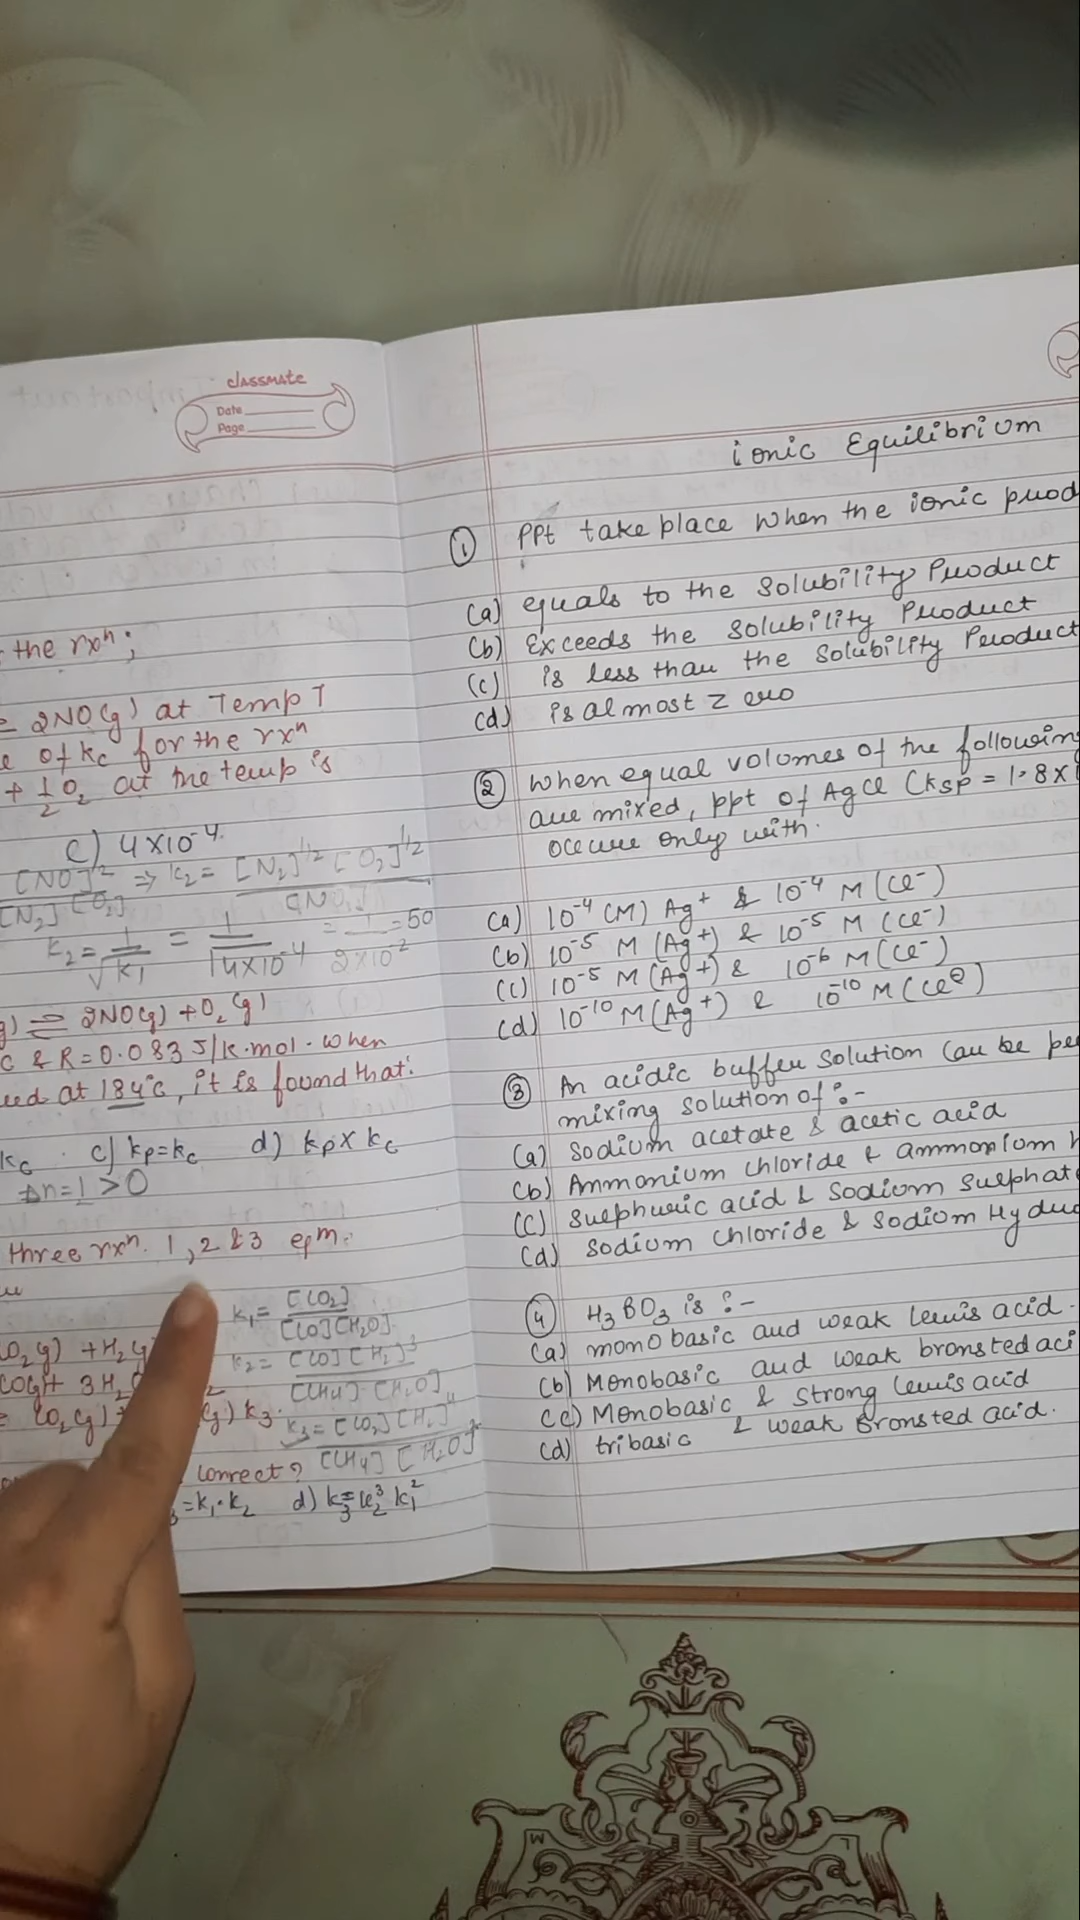 classmate
Date
Page
the rxⁿ;
2NO(g) at Temp T
of kc for the rxⁿ
+ 1/2 O₂ at the temp is
c) 4×10⁻⁴
[NO]² ⇒ k₂ = [N₂]^1/2 [O₂]^1/2
[N₂] [O₂]
k₂ = 1/√k₁ = 1/√4×10⁻⁴ = 1/2×10⁻² = 50
g) ⇌ 2NO(g) + O₂(g)
C & R = 0.083 J/k.mol. when
at 184°C, it is found that:
kc c) kp=kc d) kp × kc
Δn=1 >0
three rxⁿ. 1, 2 & 3 eqm.
k₁ = [CO₂]
[CO][H₂O]
+ H₂
k₂ = [CO][H₂]³
[CH₄] [H₂O]
+ 3H₂
CO₂(g) + (g) k₃.
k₃ = [CO₂][H₂]⁴
[CH₄] [H₂O]²
correct?
=k₁·k₂ d) k₃=k₂³ k₁²
ionic Equilibrium
① PPt take place when the ionic prod
(a) equals to the solubility Product
(b) Exceeds the solubility Product
(c) is less than the solubility Product
(d) is almost zero
② when equal volumes of the followin
are mixed, ppt of AgCl (ksp = 1.8×1
occure only with.
(a) 10⁻⁴ (M) Ag⁺ & 10⁻⁴ M (Cl⁻)
(b) 10⁻⁵ M (Ag⁺) & 10⁻⁵ M (Cl⁻)
(c) 10⁻⁵ M (Ag⁺) & 10⁻⁶ M (Cl⁻)
(d) 10⁻¹⁰ M (Ag⁺) & 10⁻¹⁰ M (Cl⊖)
③ An acidic buffer solution can be
mixing solution of :-
(a) sodium acetate & acetic acid
(b) Ammonium chloride & ammonium
(c) sulphuric acid & sodium sulphat
(d) sodium chloride & sodium Hyd
④ H₃BO₃ is :-
(a) mono basic and weak lewis acid.
(b) Monobasic and weak bronsted aci
(c) Monobasic & strong lewis acid
(d) tribasic & weak Bronsted acid.